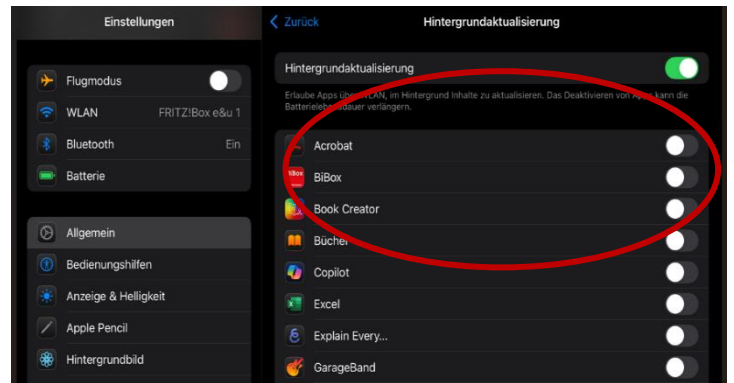 Einstellungen
Zurück
Hintergrundaktualisierung
Flugmodus
WLAN FRITZ!Box e&u 1
Bluetooth Ein
Batterie
Allgemein
Bedienungshilfen
Anzeige & Helligkeit
Apple Pencil
Hintergrundbild
Hintergrundaktualisierung
Erlaube Apps über WLAN, im Hintergrund Inhalte zu aktualisieren. Das Deaktivieren von Apps kann die
Batterielebensdauer verlängern.
Acrobat
BiBox
BiBox
Book Creator
Bücher
Copilot
Excel
Explain Every...
GarageBand